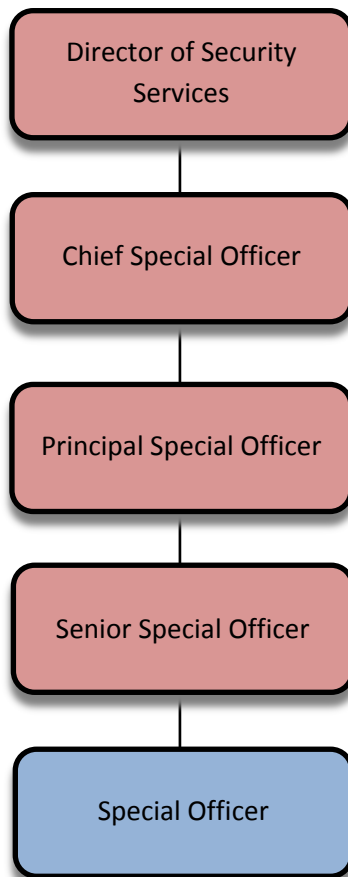 Director of Security
Services
Chief Special Officer
Principal Special Officer
Senior Special Officer
Special Officer